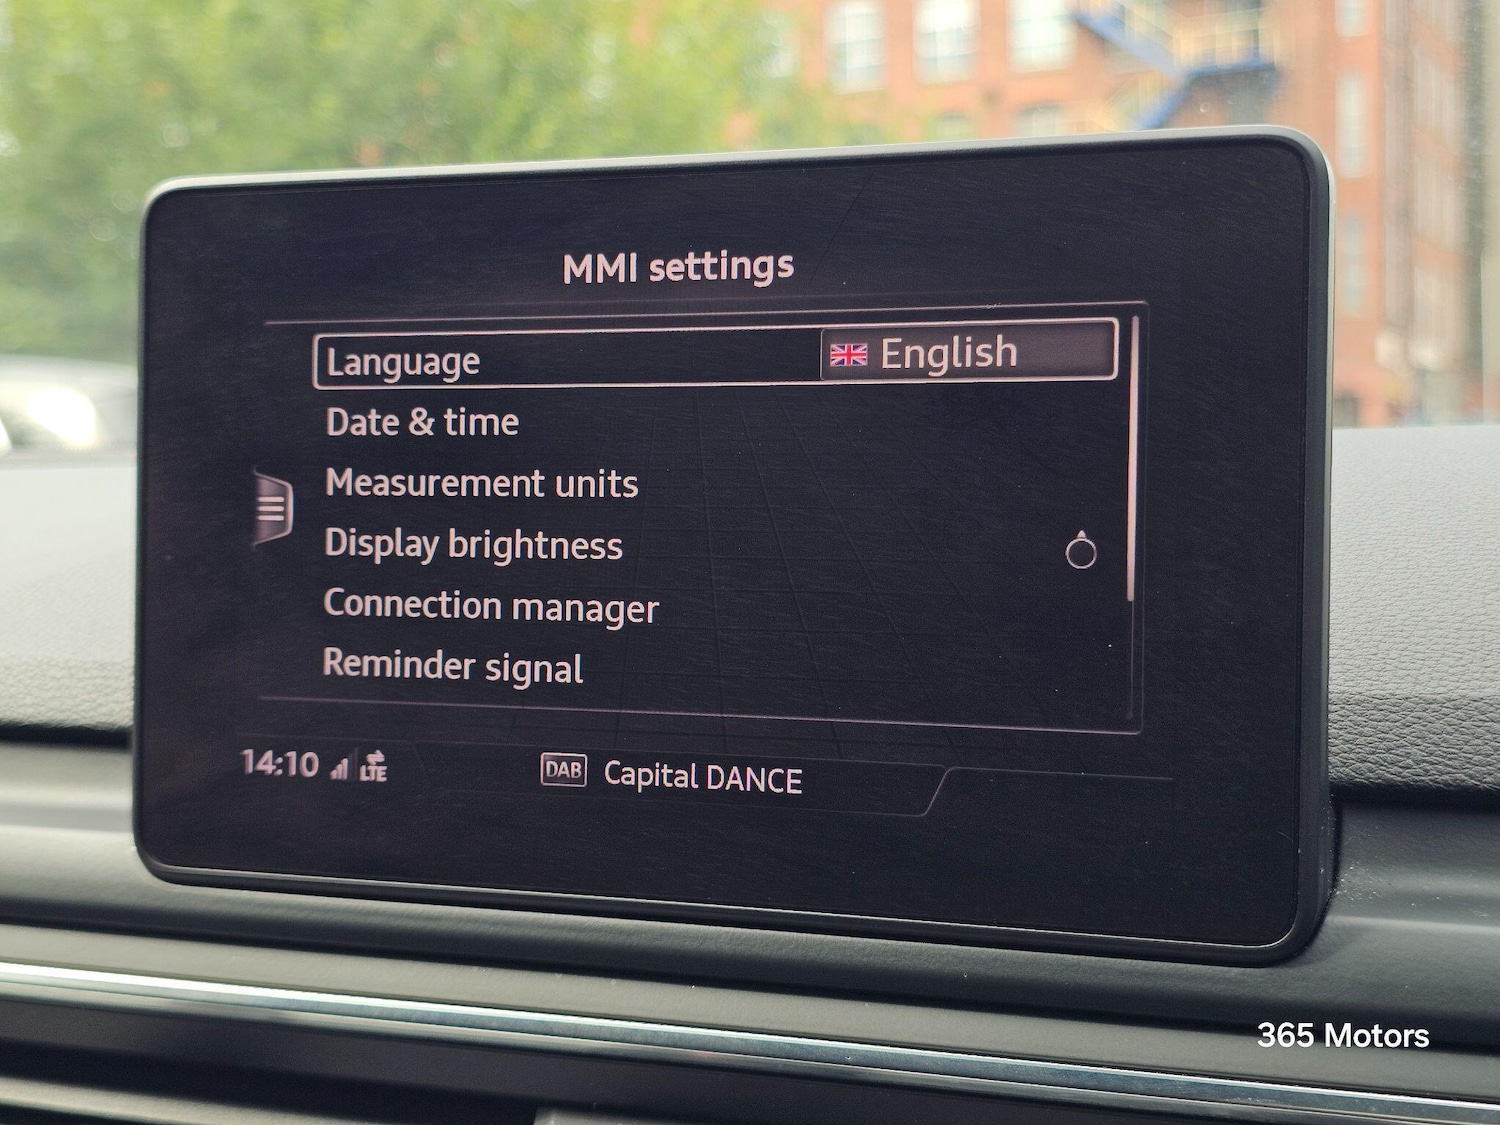 MMI settings
Language English
Date & time
Measurement units
Display brightness
Connection manager
Reminder signal
14:10 LTE DAB Capital DANCE
365 Motors